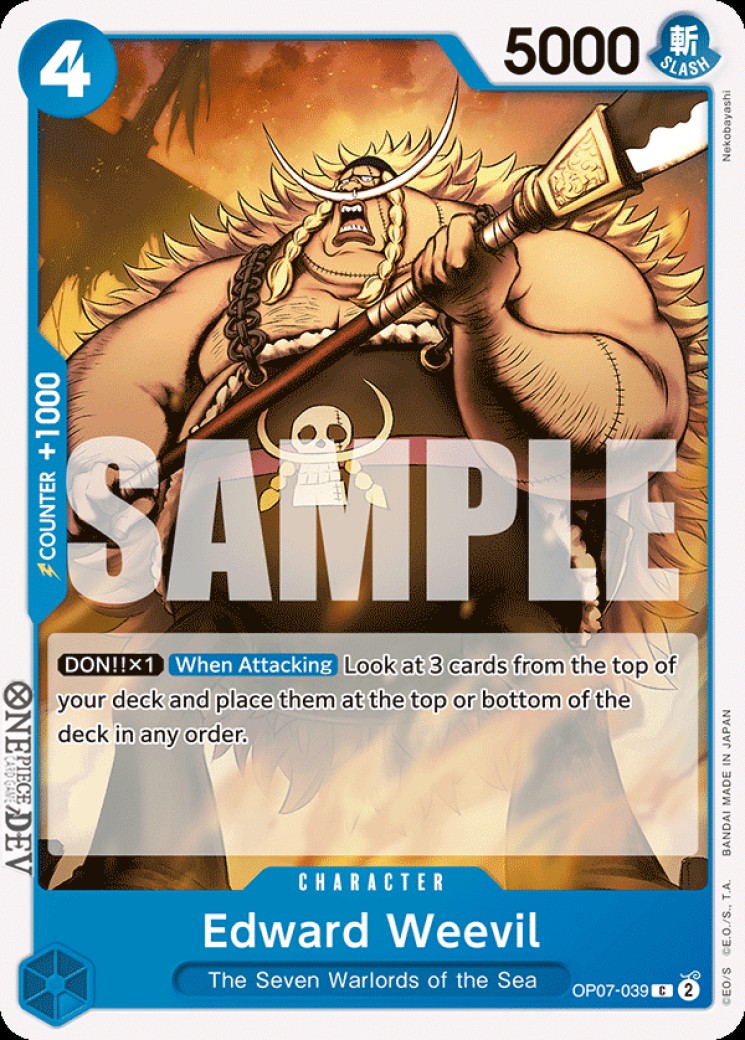 4
5000
斬
SLASH
Nekobayashi
COUNTER +1000
SAMPLE
DON!!×1 When Attacking Look at 3 cards from the top of
your deck and place them at the top or bottom of the
deck in any order.
ONE PIECE
CARD GAME
DEV
BANDAI MADE IN JAPAN
©EO/S ©E.O./S., T.A.
CHARACTER
Edward Weevil
The Seven Warlords of the Sea
OP07-039 C 2